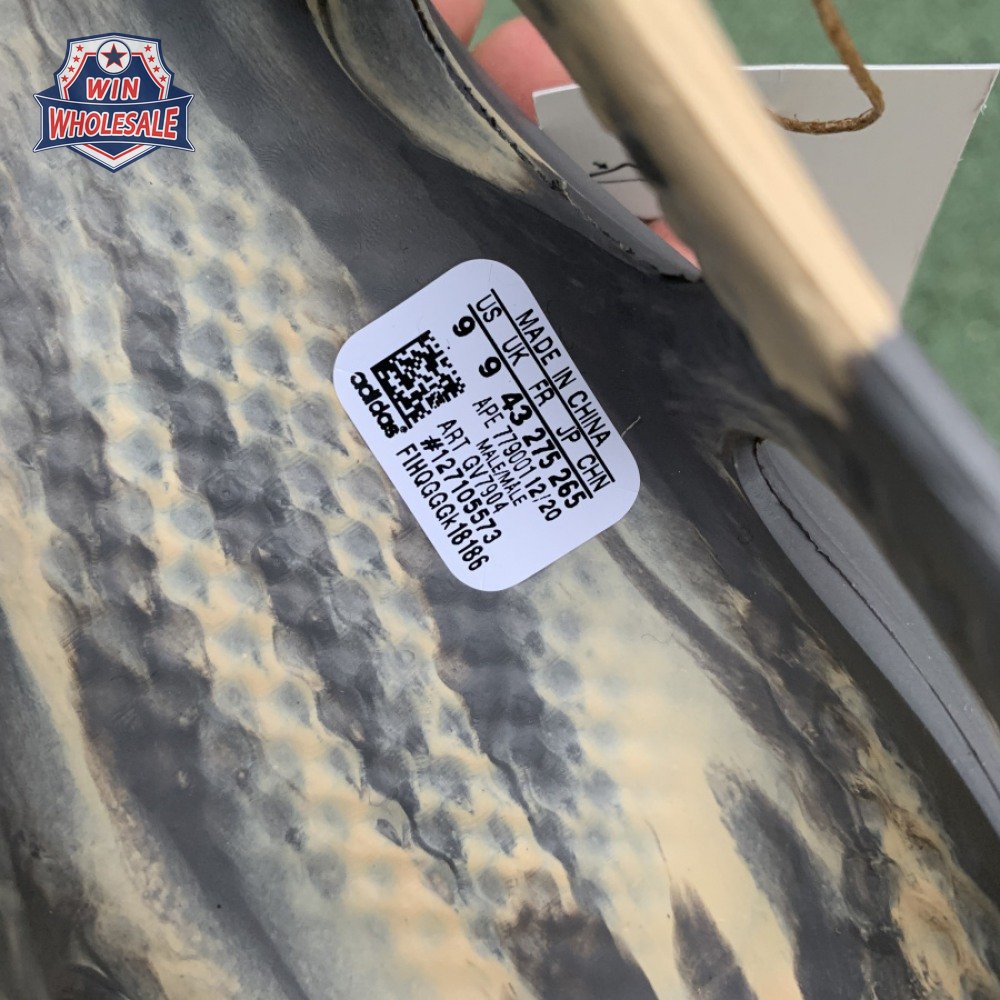 WIN
WHOLESALE
MADE IN CHINA
US UK FR JP CHN
9 9 43 275 265
APE 779001 12/20
MALE/MALE
ART GV7904
#127105573
FIHQGGGk18186
adidas